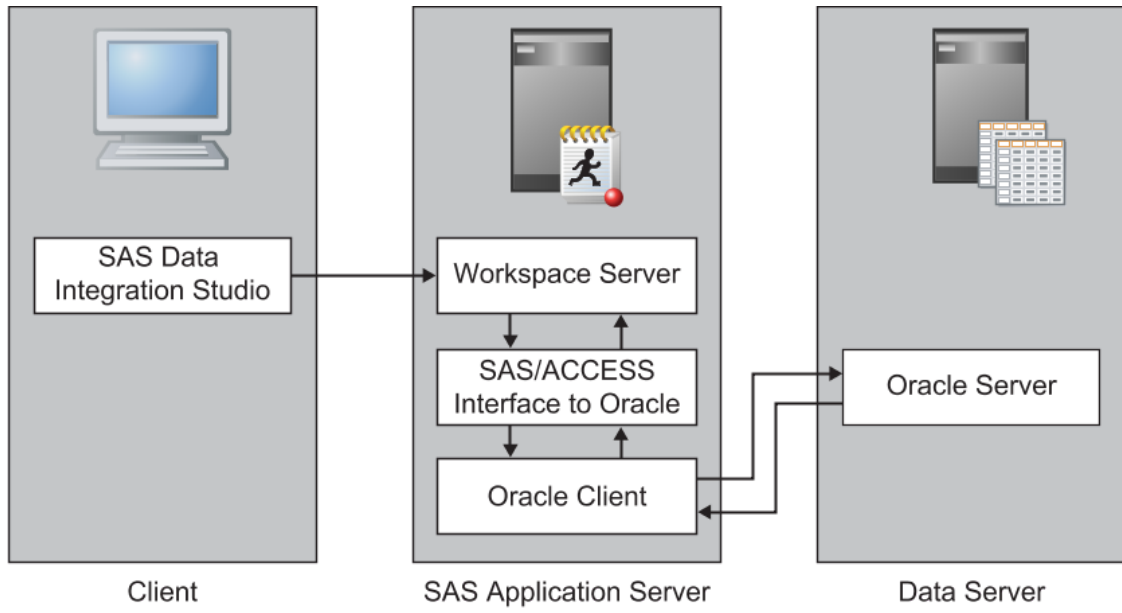 SAS Data
Integration Studio
Workspace Server
SAS/ACCESS
Interface to Oracle
Oracle Client
Oracle Server
Client
SAS Application Server
Data Server